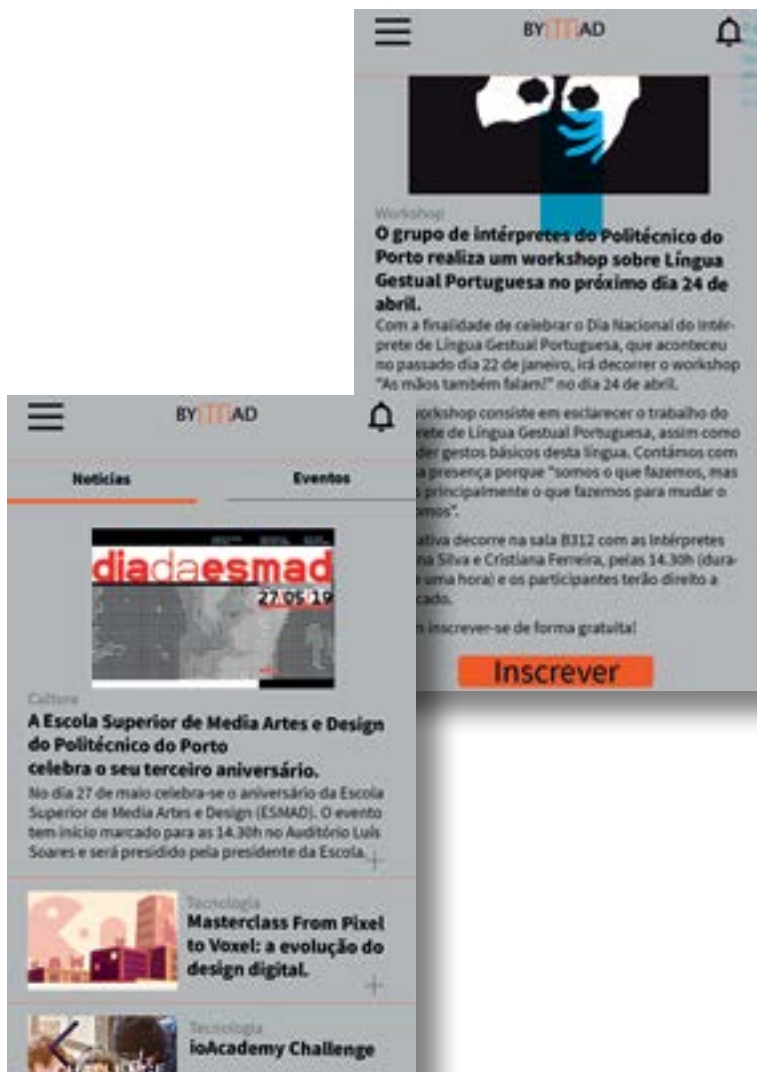 BY AD
Workshop
O grupo de intérpretes do Politécnico do
Porto realiza um workshop sobre Língua
Gestual Portuguesa no próximo dia 24 de
abril.
Com a finalidade de celebrar o Dia Nacional do Intér-
prete de Língua Gestual Portuguesa, que aconteceu
no passado dia 22 de janeiro, irá decorrer o workshop
"As mãos também falam!" no dia 24 de abril.
workshop consiste em esclarecer o trabalho do
rete de Língua Gestual Portuguesa, assim como
der gestos básicos desta língua. Contámos com
a presença porque "somos o que fazemos, mas
s principalmente o que fazemos para mudar o
omos".
ativa decorre na sala B312 com as Intérpretes
na Silva e Cristiana Ferreira, pelas 14.30h (dura-
e uma hora) e os participantes terão direito a
cado.
m inscrever-se de forma gratuita!
Inscrever
BY AD
Notícias
Eventos
diadaesmad
27/05/19
Cultura
A Escola Superior de Media Artes e Design
do Politécnico do Porto
celebra o seu terceiro aniversário.
No dia 27 de maio celebra-se o aniversário da Escola
Superior de Media Artes e Design (ESMAD). O evento
tem início marcado para as 14.30h no Auditório Luís
Soares e será presidido pela presidente da Escola.
Tecnologia
Masterclass From Pixel
to Voxel: a evolução do
design digital.
Tecnologia
ioAcademy Challenge